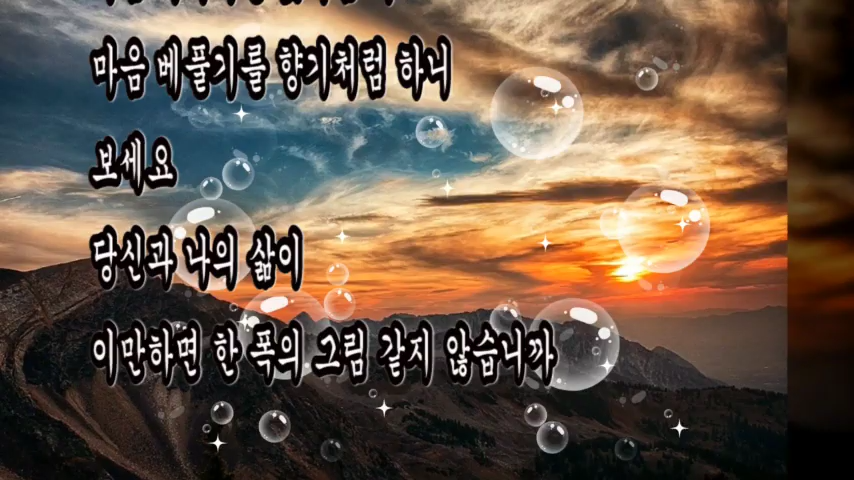 마음 베풀기를 향기처럼 하니
보세요
당신과 나의 삶이
이만하면 한 폭의 그림 같지 않습니까